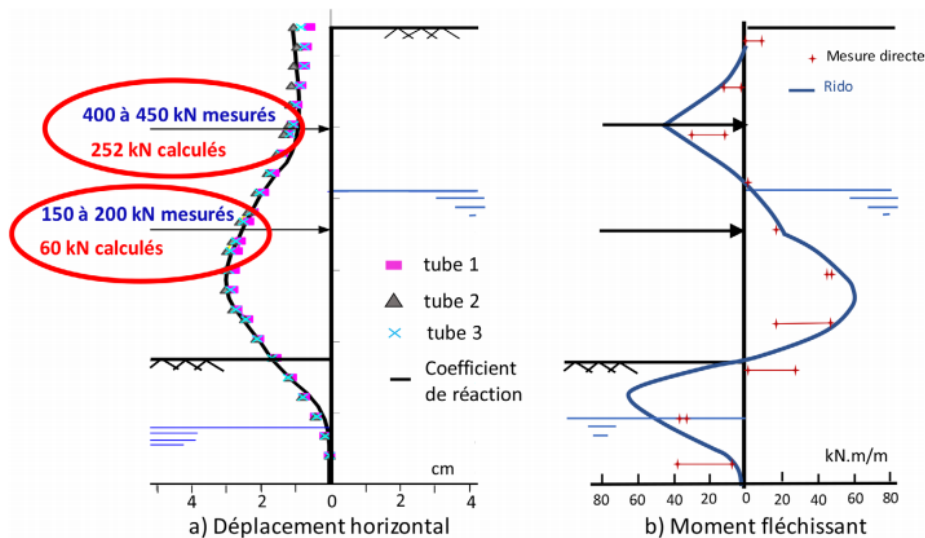 400 à 450 kN mesurés
252 kN calculés
150 à 200 kN mesurés
60 kN calculés
tube 1
tube 2
tube 3
Coefficient
de réaction
cm
4 2 0 2 4
a) Déplacement horizontal
Mesure directe
Rido
kN.m/m
80 60 40 20 0 20 40 60 80
b) Moment fléchissant